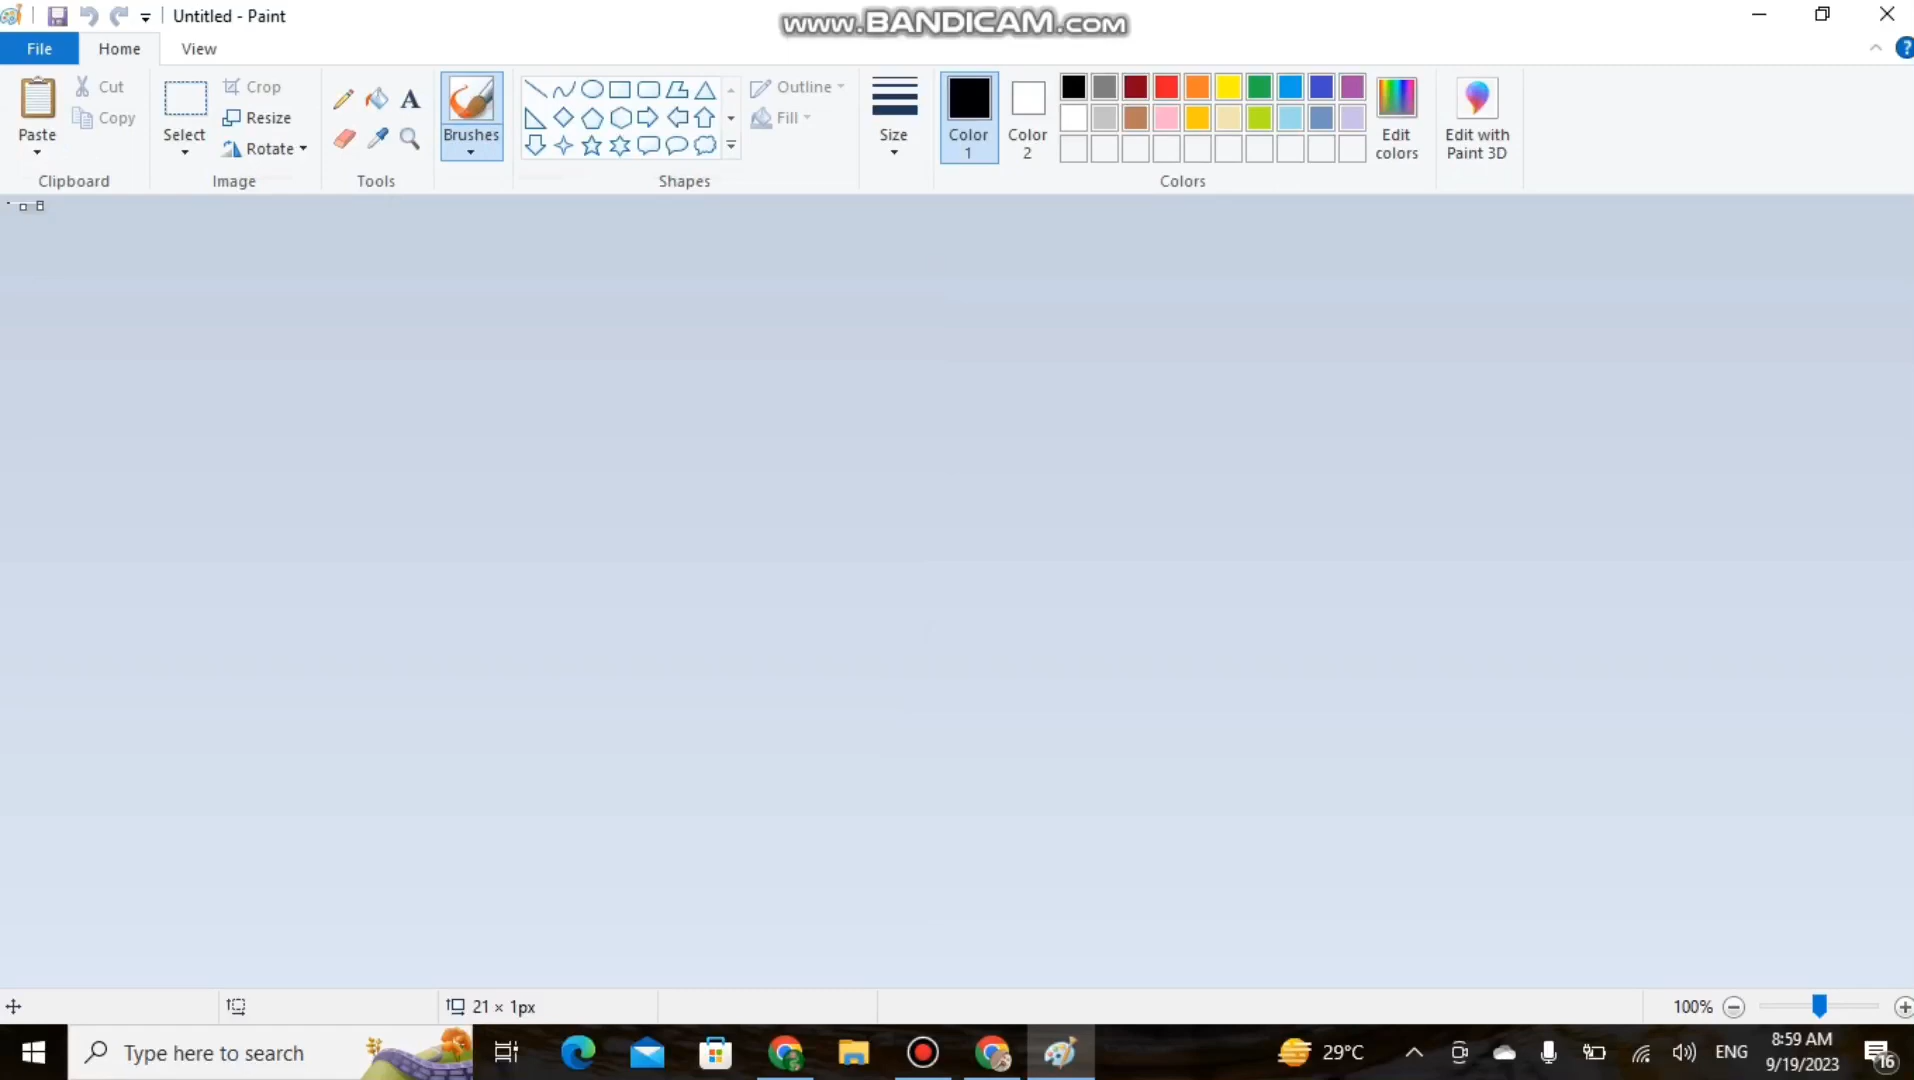 Untitled - Paint
www.BANDICAM.com
File
Home
View
Paste
Cut
Copy
Clipboard
Select
Crop
Resize
Rotate
Image
A
Tools
Brushes
Shapes
Outline
Fill
Size
Color
1
Color
2
Colors
Edit
colors
Edit with
Paint 3D
21 × 1px
100%
Type here to search
29°C
ENG
8:59 AM
9/19/2023
16